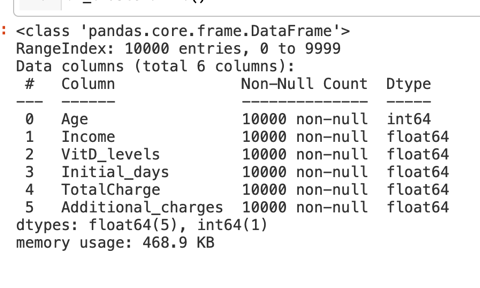 <class 'pandas.core.frame.DataFrame'>
RangeIndex: 10000 entries, 0 to 9999
Data columns (total 6 columns):
 #   Column              Non-Null Count  Dtype
---  ------              --------------  -----
 0   Age                 10000 non-null  int64
 1   Income              10000 non-null  float64
 2   VitD_levels         10000 non-null  float64
 3   Initial_days        10000 non-null  float64
 4   TotalCharge         10000 non-null  float64
 5   Additional_charges  10000 non-null  float64
dtypes: float64(5), int64(1)
memory usage: 468.9 KB